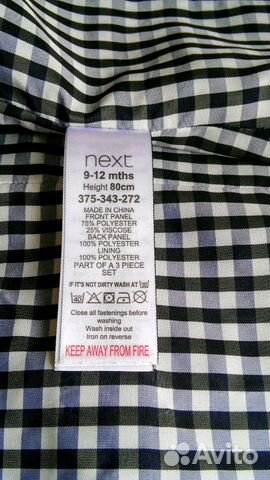 next
9-12 mths
Height 80cm
375-343-272
MADE IN CHINA
FRONT PANEL
75% POLYESTER
25% VISCOSE
BACK PANEL
100% POLYESTER
LINING
100% POLYESTER
PART OF A 3 PIECE
SET
IF IT'S NOT DIRTY WASH AT 30
40
Close all fastenings before
washing
Wash inside out
Iron on reverse
KEEP AWAY FROM FIRE
Avito